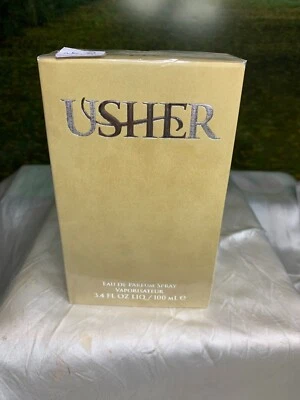 USHER
EAU DE PARFUM SPRAY
VAPORISATEUR
3.4 FL OZ LIQ / 100 ml ℮